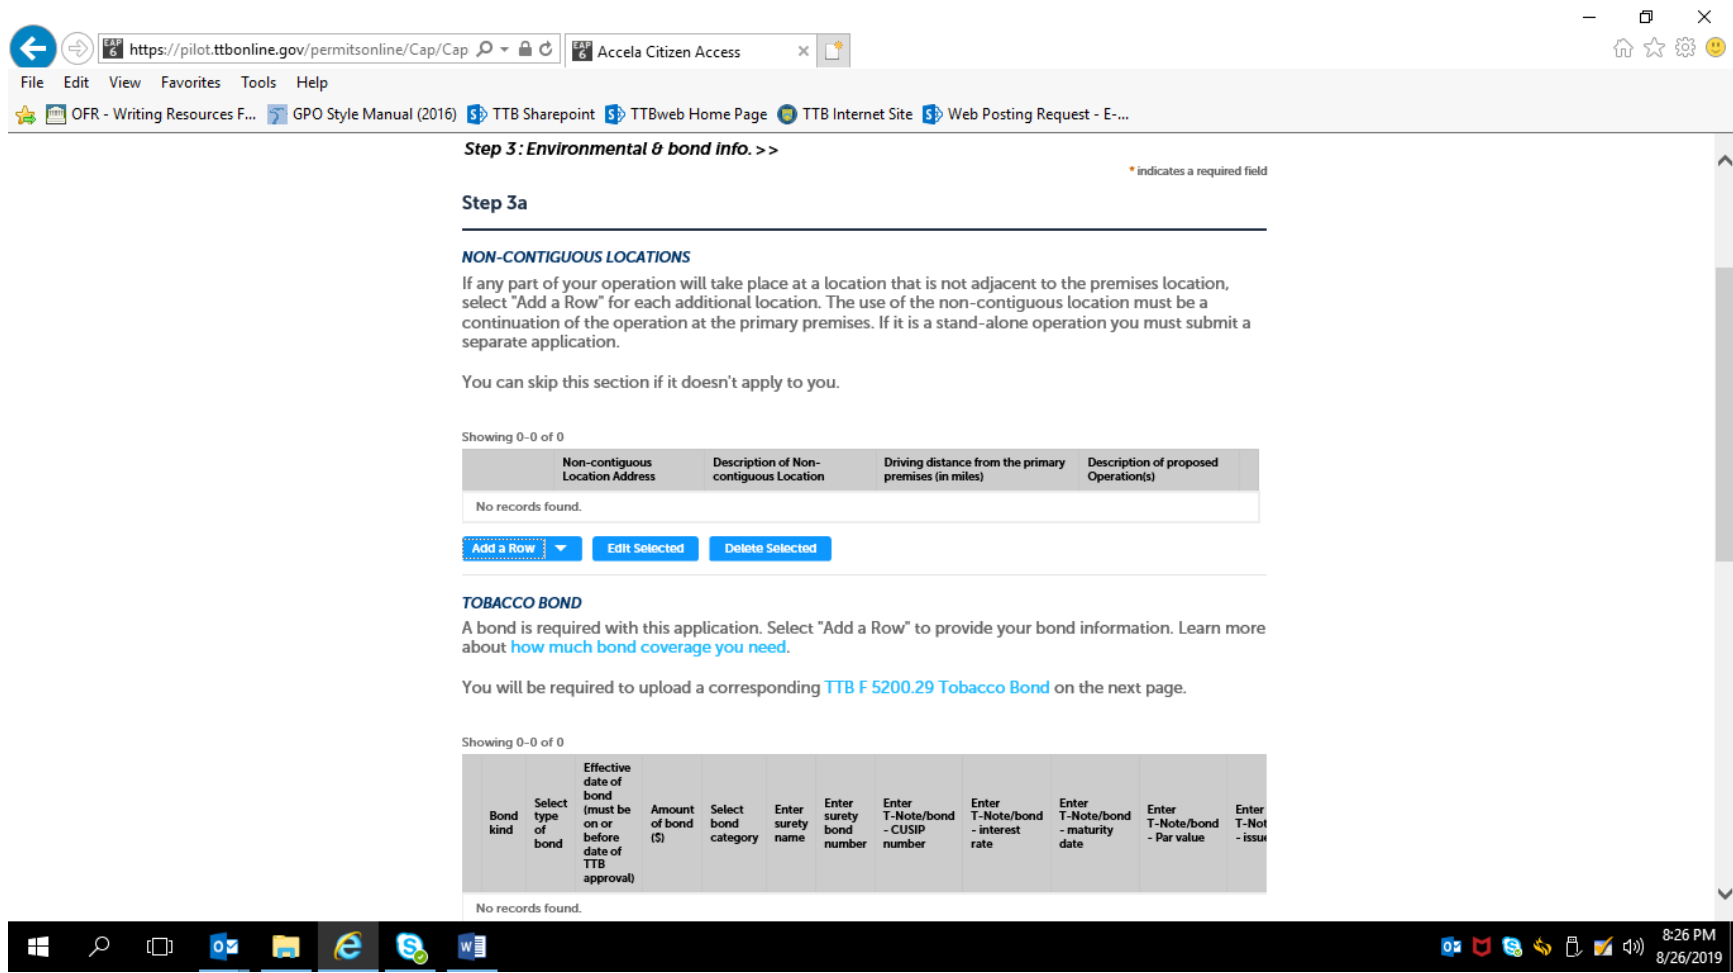 https://pilot.ttbonline.gov/permitsonline/Cap/Cap
Accela Citizen Access
File Edit View Favorites Tools Help
OFR - Writing Resources F... GPO Style Manual (2016) TTB Sharepoint TTBweb Home Page TTB Internet Site Web Posting Request - E-...
Step 3: Environmental & bond info. >>
* indicates a required field
Step 3a
NON-CONTIGUOUS LOCATIONS
If any part of your operation will take place at a location that is not adjacent to the premises location,
select "Add a Row" for each additional location. The use of the non-contiguous location must be a
continuation of the operation at the primary premises. If it is a stand-alone operation you must submit a
separate application.
You can skip this section if it doesn't apply to you.
Showing 0-0 of 0
Non-contiguous
Location Address
Description of Non-
contiguous Location
Driving distance from the primary
premises (in miles)
Description of proposed
Operation(s)
No records found.
Add a Row Edit Selected Delete Selected
TOBACCO BOND
A bond is required with this application. Select "Add a Row" to provide your bond information. Learn more
about how much bond coverage you need.
You will be required to upload a corresponding TTB F 5200.29 Tobacco Bond on the next page.
Showing 0-0 of 0
Bond
kind
Select
type
of
bond
Effective
date of
bond
(must be
on or
before
date of
TTB
approval)
Amount
of bond
($)
Select
bond
category
Enter
surety
name
Enter
surety
bond
number
Enter
T-Note/bond
- CUSIP
number
Enter
T-Note/bond
- interest
rate
Enter
T-Note/bond
- maturity
date
Enter
T-Note/bond
- Par value
Enter
T-Not
- issue
No records found.
8:26 PM
8/26/2019